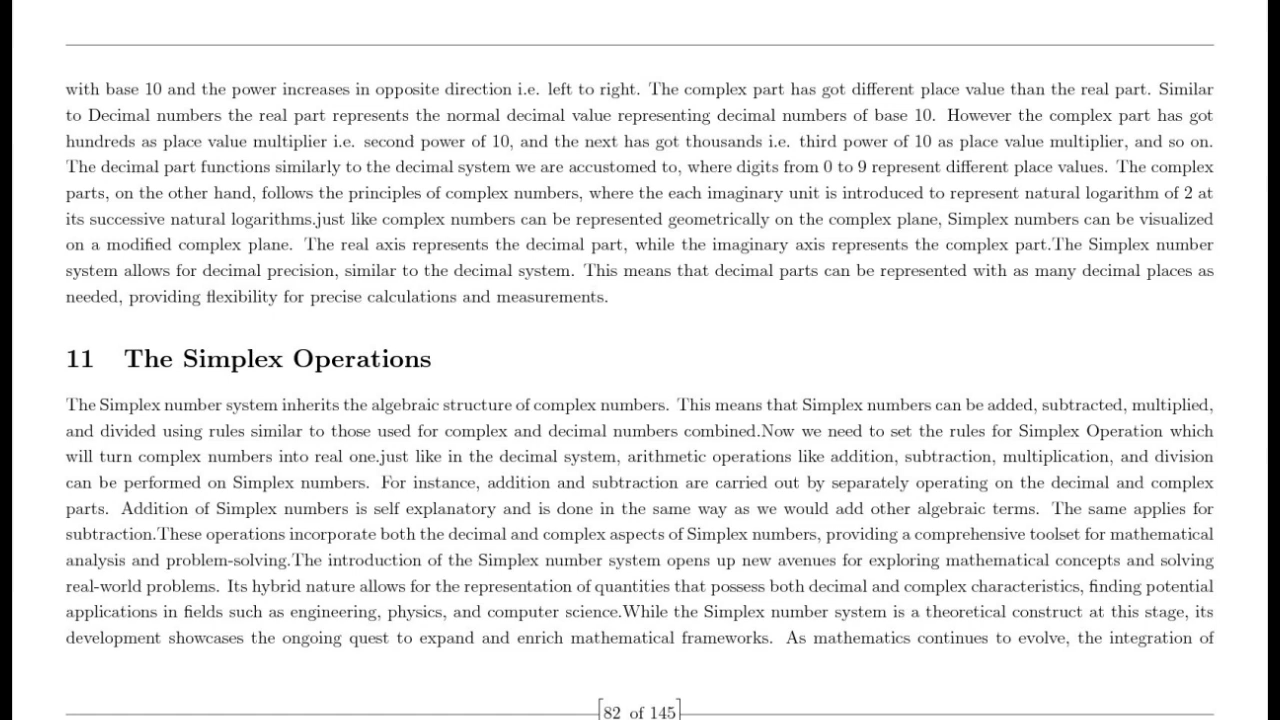 with base 10 and the power increases in opposite direction i.e. left to right. The complex part has got different place value than the real part. Similar
to Decimal numbers the real part represents the normal decimal value representing decimal numbers of base 10. However the complex part has got
hundreds as place value multiplier i.e. second power of 10, and the next has got thousands i.e. third power of 10 as place value multiplier, and so on.
The decimal part functions similarly to the decimal system we are accustomed to, where digits from 0 to 9 represent different place values. The complex
parts, on the other hand, follows the principles of complex numbers, where the each imaginary unit is introduced to represent natural logarithm of 2 at
its successive natural logarithms.just like complex numbers can be represented geometrically on the complex plane, Simplex numbers can be visualized
on a modified complex plane. The real axis represents the decimal part, while the imaginary axis represents the complex part.The Simplex number
system allows for decimal precision, similar to the decimal system. This means that decimal parts can be represented with as many decimal places as
needed, providing flexibility for precise calculations and measurements.
11 The Simplex Operations
The Simplex number system inherits the algebraic structure of complex numbers. This means that Simplex numbers can be added, subtracted, multiplied,
and divided using rules similar to those used for complex and decimal numbers combined.Now we need to set the rules for Simplex Operation which
will turn complex numbers into real one.just like in the decimal system, arithmetic operations like addition, subtraction, multiplication, and division
can be performed on Simplex numbers. For instance, addition and subtraction are carried out by separately operating on the decimal and complex
parts. Addition of Simplex numbers is self explanatory and is done in the same way as we would add other algebraic terms. The same applies for
subtraction.These operations incorporate both the decimal and complex aspects of Simplex numbers, providing a comprehensive toolset for mathematical
analysis and problem-solving.The introduction of the Simplex number system opens up new avenues for exploring mathematical concepts and solving
real-world problems. Its hybrid nature allows for the representation of quantities that possess both decimal and complex characteristics, finding potential
applications in fields such as engineering, physics, and computer science.While the Simplex number system is a theoretical construct at this stage, its
development showcases the ongoing quest to expand and enrich mathematical frameworks. As mathematics continues to evolve, the integration of
[82 of 145]